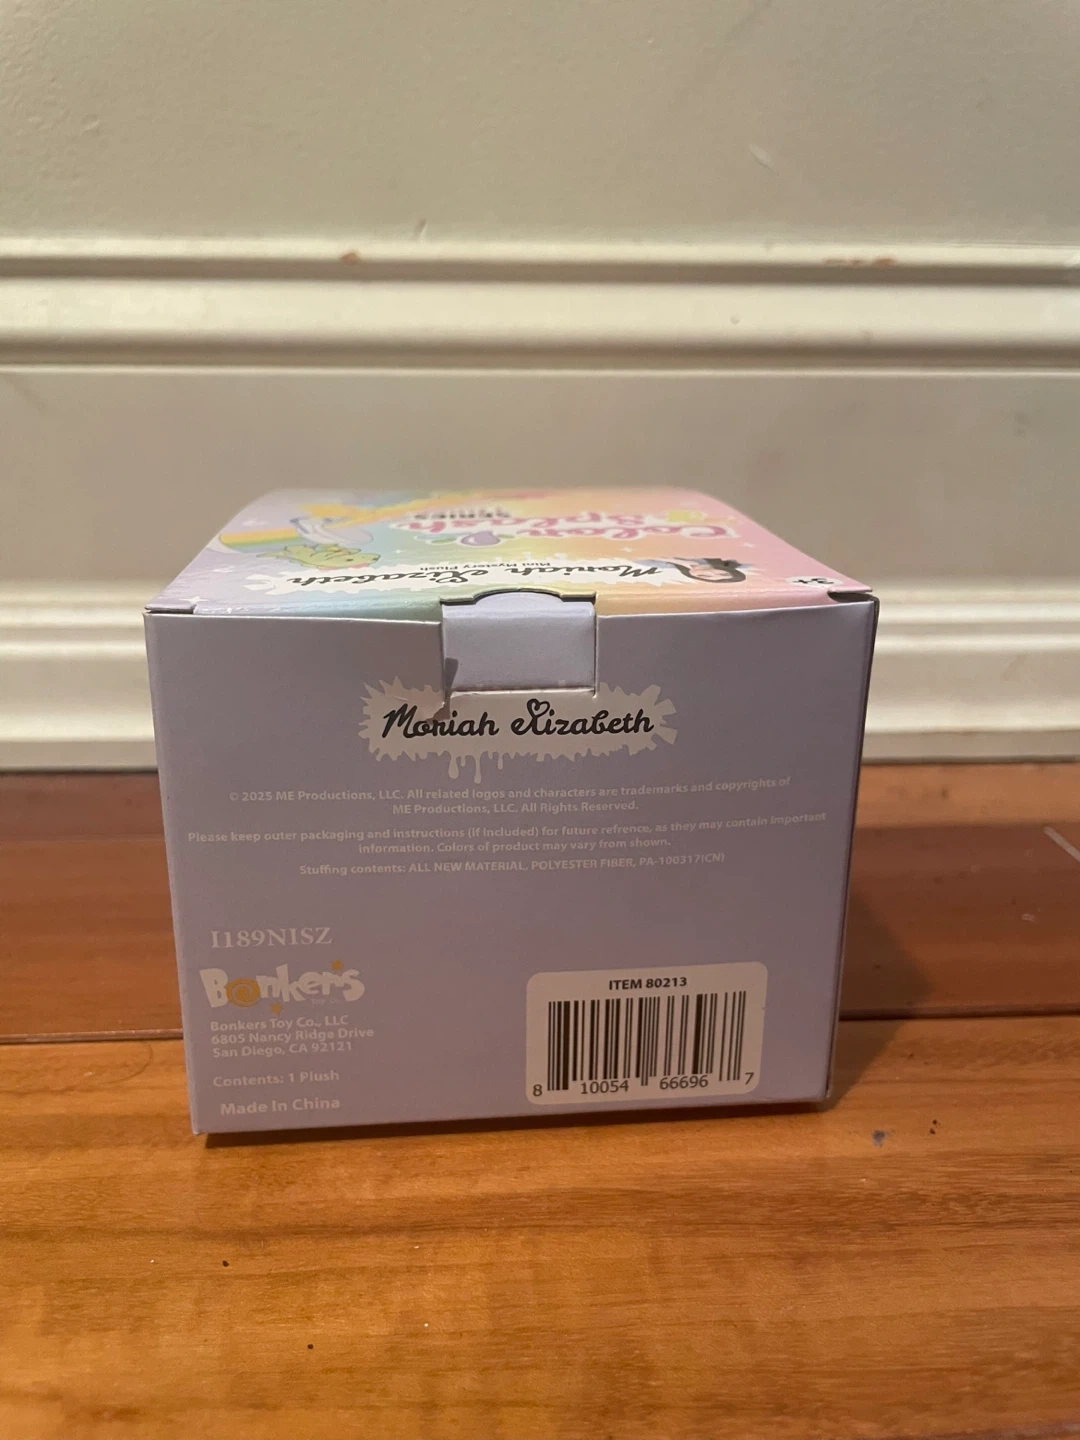 Color Splash
SERIES
Moriah Elizabeth
Mini Mystery Plush
3+
Moriah Elizabeth
© 2025 ME Productions, LLC. All related logos and characters are trademarks and copyrights of
ME Productions, LLC. All Rights Reserved.
Please keep outer packaging and instructions (if Included) for future refrence, as they may contain important
information. Colors of product may vary from shown.
Stuffing contents: ALL NEW MATERIAL, POLYESTER FIBER, PA-100317(CN)
I189NISZ
Bonkers
TOY CO.
Bonkers Toy Co., LLC
6805 Nancy Ridge Drive
San Diego, CA 92121
Contents: 1 Plush
Made In China
ITEM 80213
8 10054 66696 7